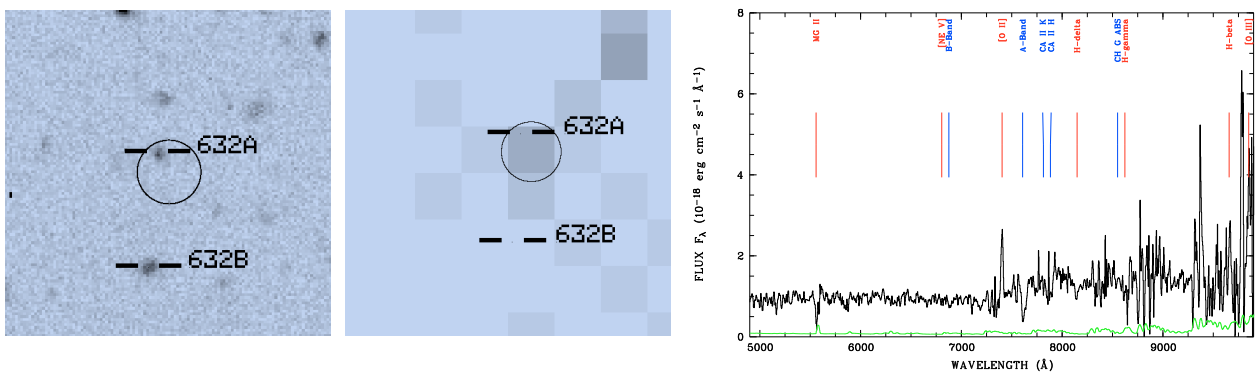 632A
632B
632A
632B
MG II
[NE V]
B-Band
[O II]
A-Band
CA II K
CA II H
H-delta
CH G ABS
H-gamma
H-beta
[O III]
8
6
4
2
0
FLUX Fλ (10⁻¹⁸ erg cm⁻² s⁻¹ Å⁻¹)
5000 6000 7000 8000 9000
WAVELENGTH (Å)